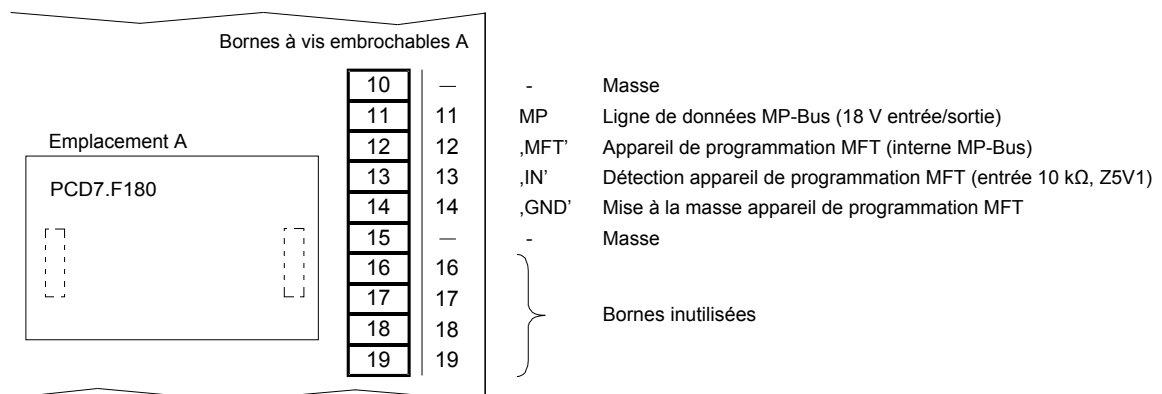 Bornes à vis embrochables A
10 — - Masse
11 11 MP Ligne de données MP-Bus (18 V entrée/sortie)
Emplacement A
12 12 ‚MFT’ Appareil de programmation MFT (interne MP-Bus)
13 13 ‚IN’ Détection appareil de programmation MFT (entrée 10 kΩ, Z5V1)
PCD7.F180
14 14 ‚GND’ Mise à la masse appareil de programmation MFT
15 — - Masse
16 16
17 17
Bornes inutilisées
18 18
19 19